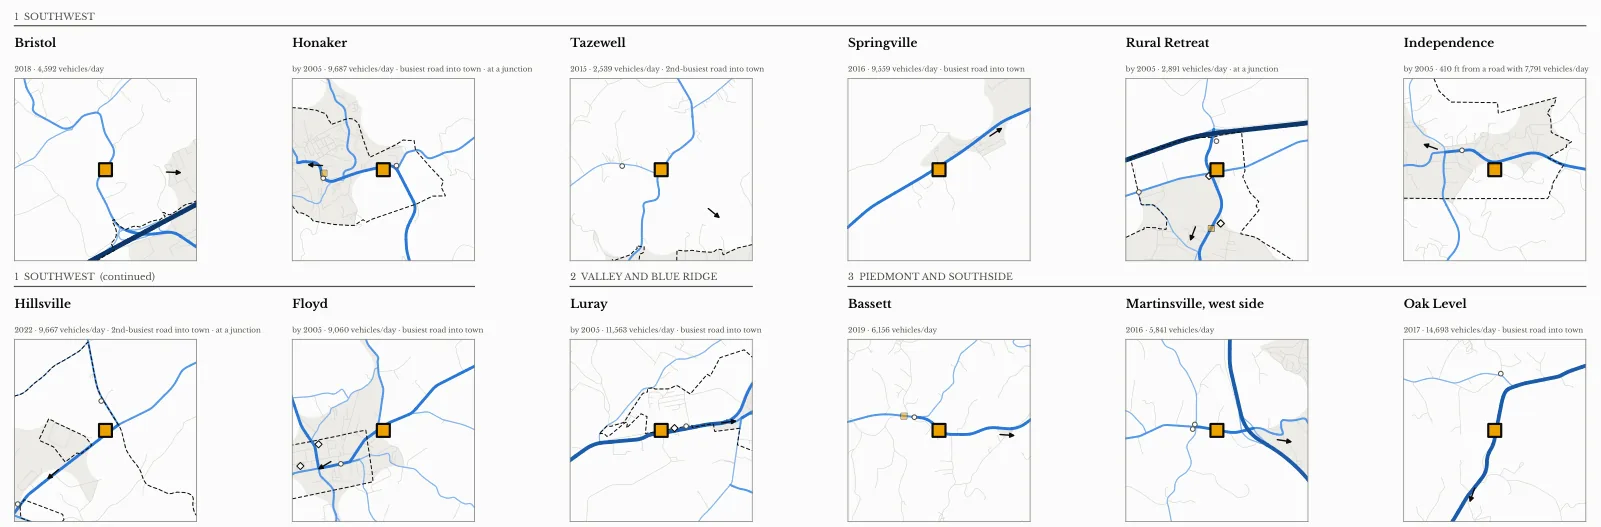 1 SOUTHWEST
Bristol
2018 · 4,592 vehicles/day
Honaker
by 2005 · 9,687 vehicles/day · busiest road into town · at a junction
Tazewell
2015 · 2,539 vehicles/day · 2nd-busiest road into town
Springville
2016 · 9,559 vehicles/day · busiest road into town
Rural Retreat
by 2005 · 2,891 vehicles/day · at a junction
Independence
by 2005 · 410 ft from a road with 7,791 vehicles/day
1 SOUTHWEST (continued)
Hillsville
2022 · 9,667 vehicles/day · 2nd-busiest road into town · at a junction
Floyd
by 2005 · 9,060 vehicles/day · busiest road into town
2 VALLEY AND BLUE RIDGE
Luray
by 2005 · 11,563 vehicles/day · busiest road into town
3 PIEDMONT AND SOUTHSIDE
Bassett
2019 · 6,156 vehicles/day
Martinsville, west side
2016 · 5,841 vehicles/day
Oak Level
2017 · 14,693 vehicles/day · busiest road into town